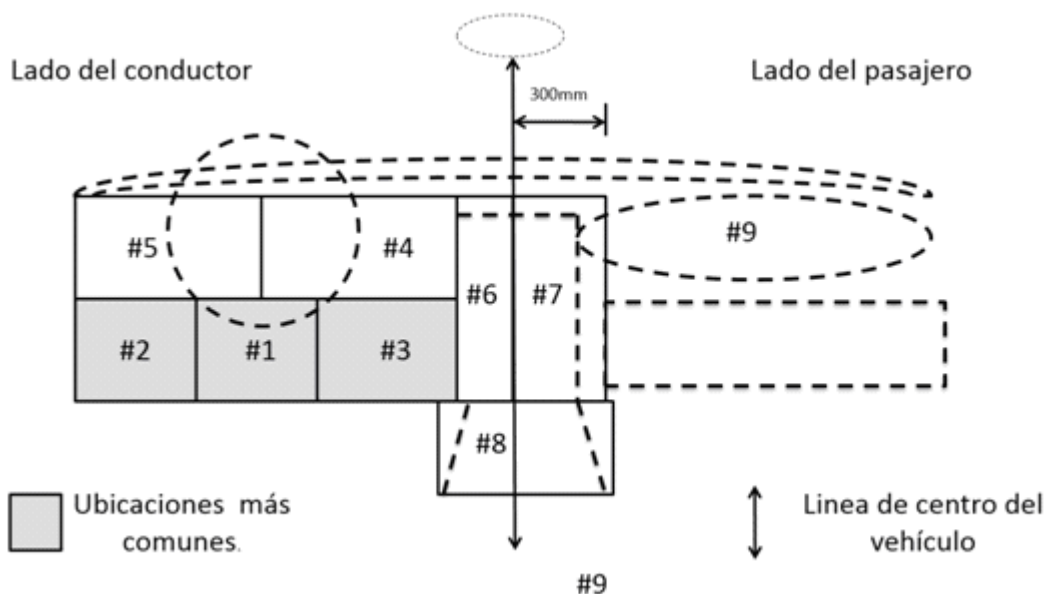 Lado del conductor
Lado del pasajero
300mm
#5
#4
#9
#6
#7
#2
#1
#3
#8
Ubicaciones más
comunes.
Linea de centro del
vehículo
#9